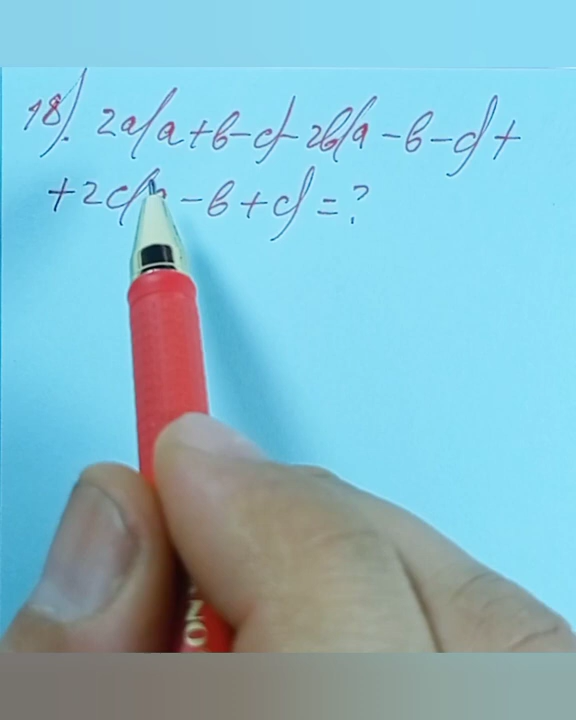 18). 2a(a+b-c)-2b(a-b-c)+
+2c( -b+c)=?